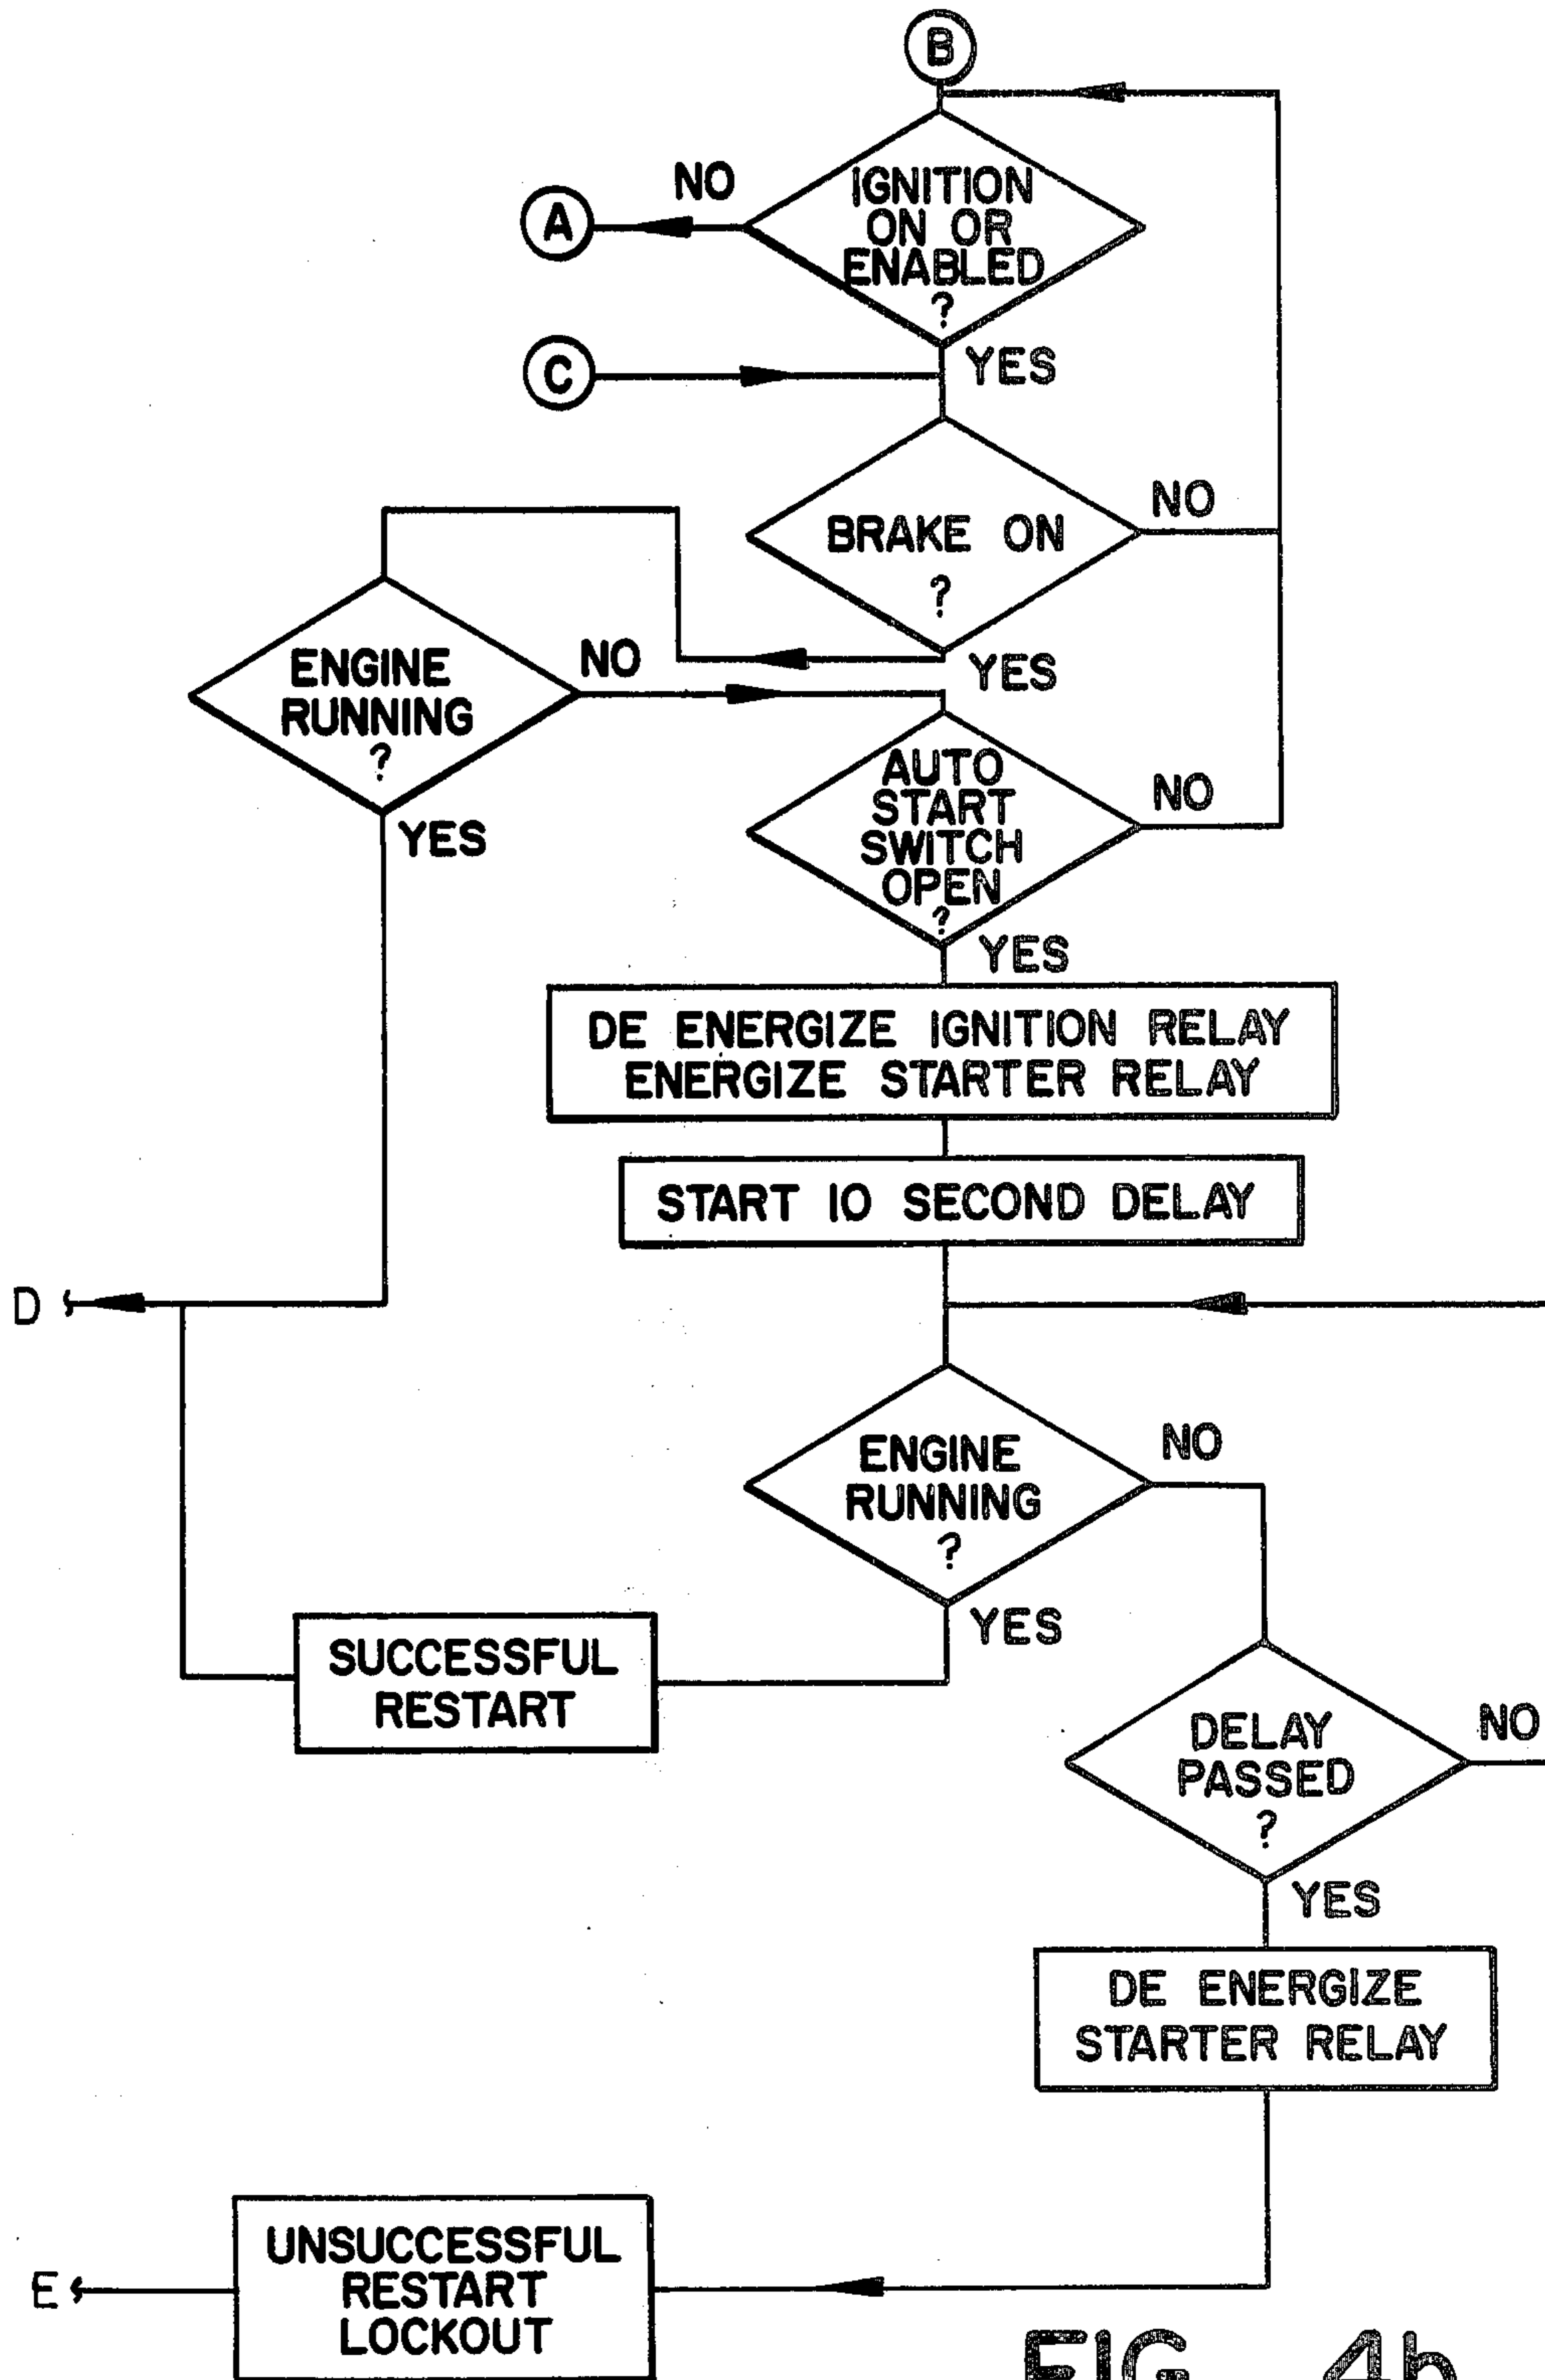 B
NO
IGNITION
ON OR
ENABLED
?
A
YES
C
BRAKE ON
?
NO
YES
ENGINE
RUNNING
?
NO
YES
AUTO
START
SWITCH
OPEN
?
NO
YES
DE ENERGIZE IGNITION RELAY
ENERGIZE STARTER RELAY
START 10 SECOND DELAY
D
ENGINE
RUNNING
?
NO
YES
SUCCESSFUL
RESTART
DELAY
PASSED
?
NO
YES
DE ENERGIZE
STARTER RELAY
UNSUCCESSFUL
RESTART
LOCKOUT
E
FIG. 4b